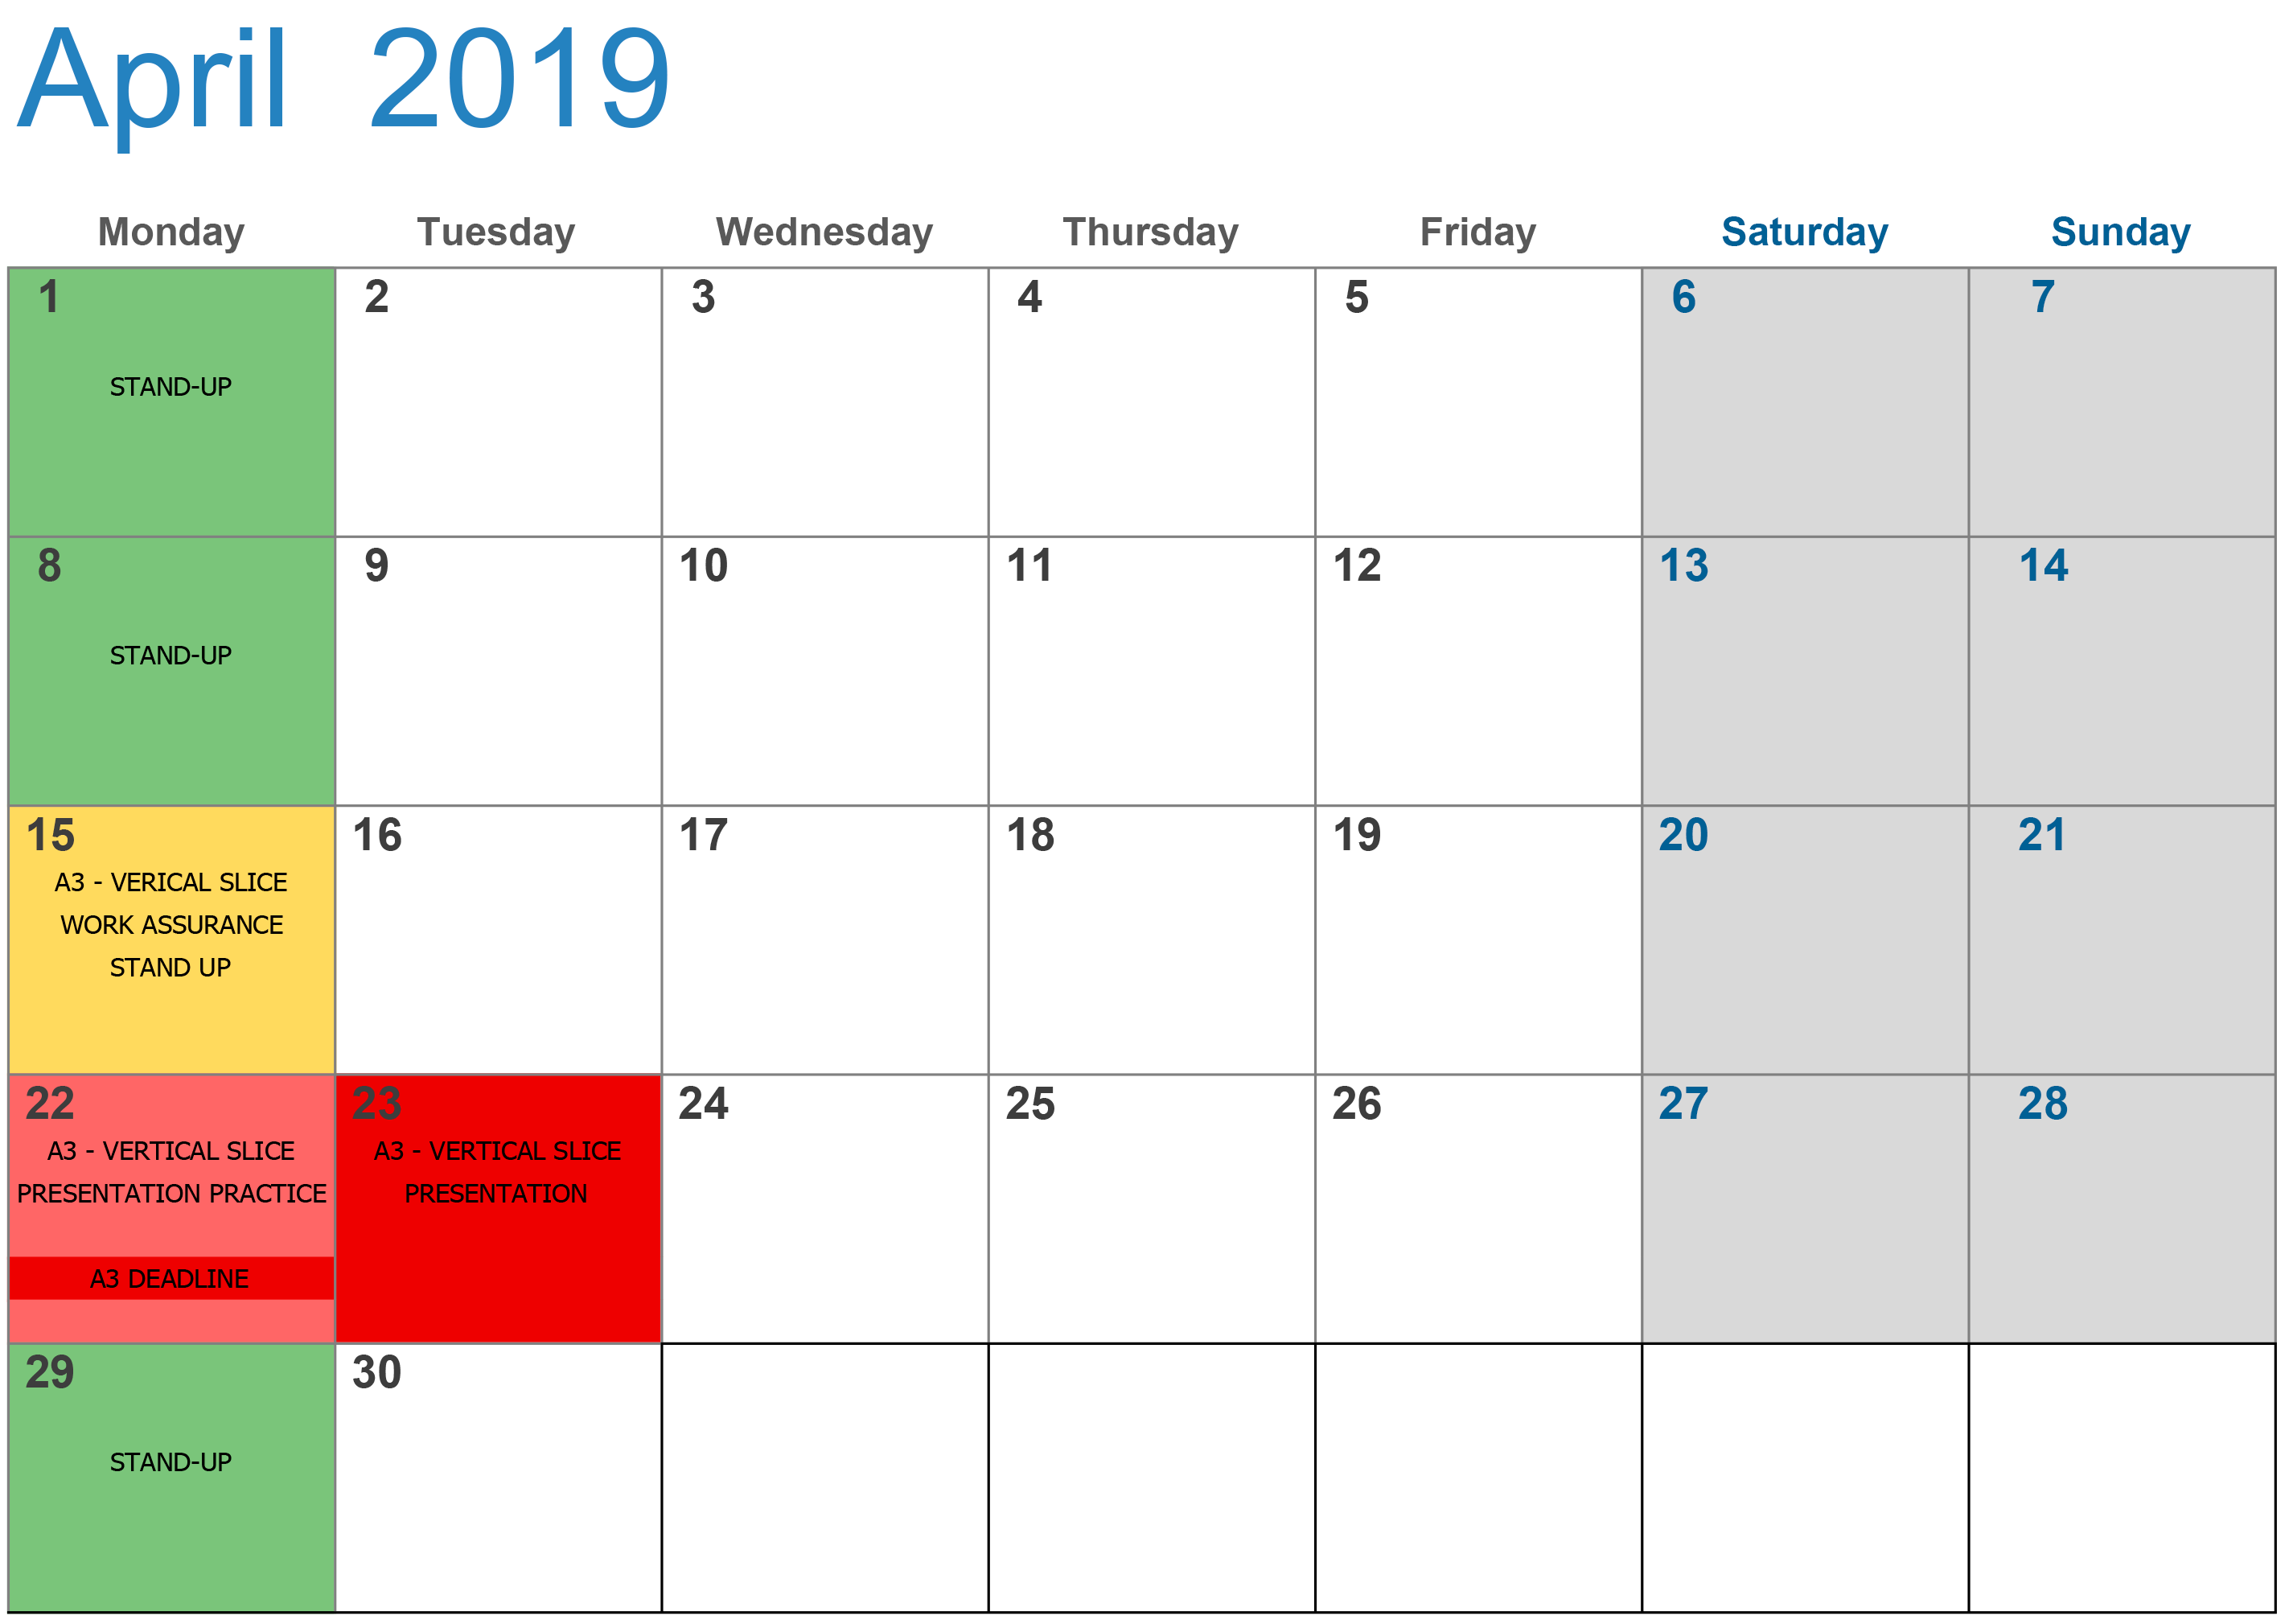 April 2019
Monday Tuesday Wednesday Thursday Friday Saturday Sunday
1 2 3 4 5 6 7
STAND-UP
8 9 10 11 12 13 14
STAND-UP
15 16 17 18 19 20 21
A3 - VERICAL SLICE
WORK ASSURANCE
STAND UP
22 23 24 25 26 27 28
A3 - VERTICAL SLICE A3 - VERTICAL SLICE
PRESENTATION PRACTICE PRESENTATION
A3 DEADLINE
29 30
STAND-UP